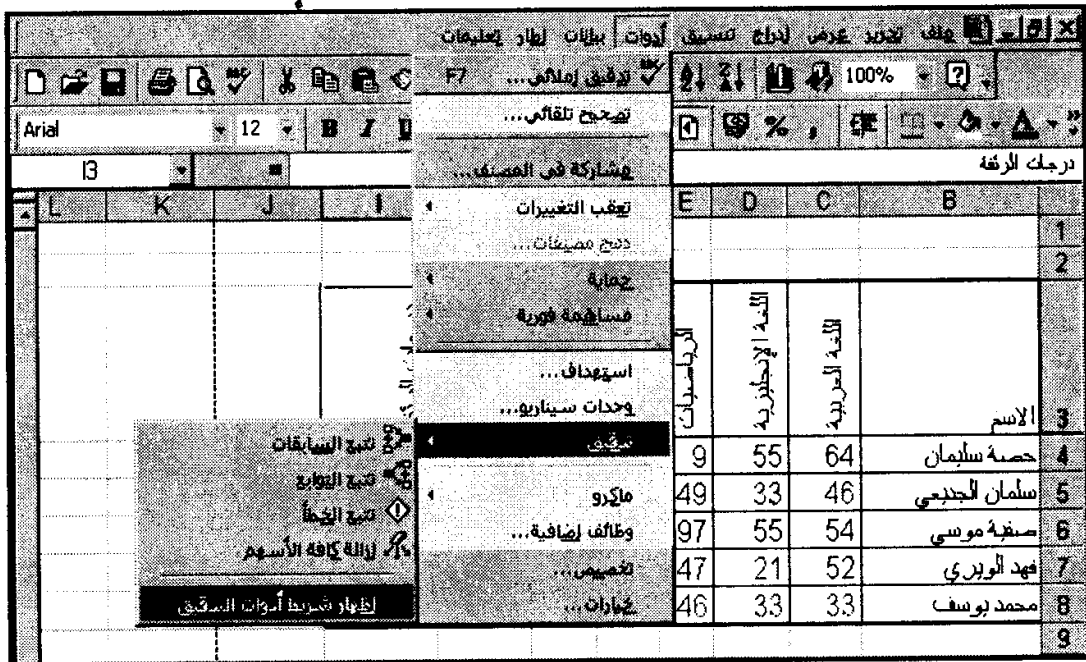 ملف تحرير عرض إدراج تنسيق أدوات بيانات إطار تعليمات
100%
Arial 12 B I U
I3 = درجات الرأفة
تدقيق إملائي... F7
تصحيح تلقائي...
مشاركة في المصنف...
تعقب التغييرات
دمج مصنفات...
حماية
مساهمة فورية
استهداف...
وحدات سيناريو...
تدقيق
ماكرو
وظائف إضافية...
تخصيص...
خيارات...
تتبع السابقات
تتبع التوابع
تتبع الخطأ
إزالة كافة الأسهم
إظهار شريط أدوات التدقيق
B C D E I J K L
1
2
3 الاسم اللغة العربية اللغة الإنجليزية الرياضيات
4 حصة سليمان 64 55 9
5 سلمان الجنيعي 46 33 49
6 صفية موسى 54 55 97
7 فهد الوبري 52 21 47
8 محمد يوسف 33 33 46
9